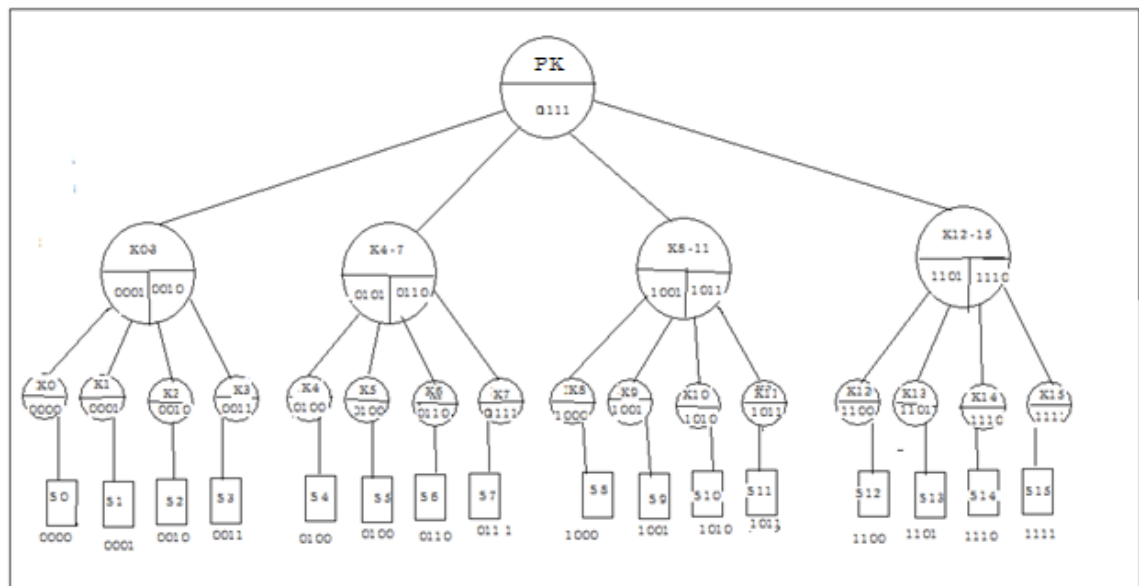 PK
0111
K0-3 K4-7 K8-11 K12-15
0001 0010 0101 0110 1001 1011 1101 1110
K0 K1 K2 K3 K4 K5 K6 K7 K8 K9 K10 K11 K12 K13 K14 K15
0000 0001 0010 0011 0100 0100 0110 0111 1000 1001 1010 1011 1100 1101 1110 1111
S0 S1 S2 S3 S4 S5 S6 S7 S8 S9 S10 S11 S12 S13 S14 S15
0000 0001 0010 0011 0100 0100 0110 0111 1000 1001 1010 1011 1100 1101 1110 1111